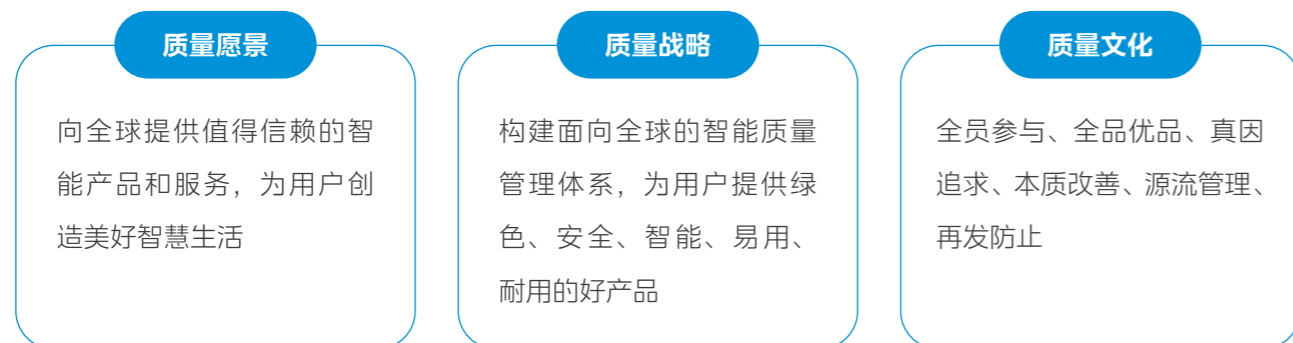 质量愿景
向全球提供值得信赖的智
能产品和服务，为用户创
造美好智慧生活
质量战略
构建面向全球的智能质量
管理体系，为用户提供绿
色、安全、智能、易用、
耐用的好产品
质量文化
全员参与、全品优品、真因
追求、本质改善、源流管理、
再发防止